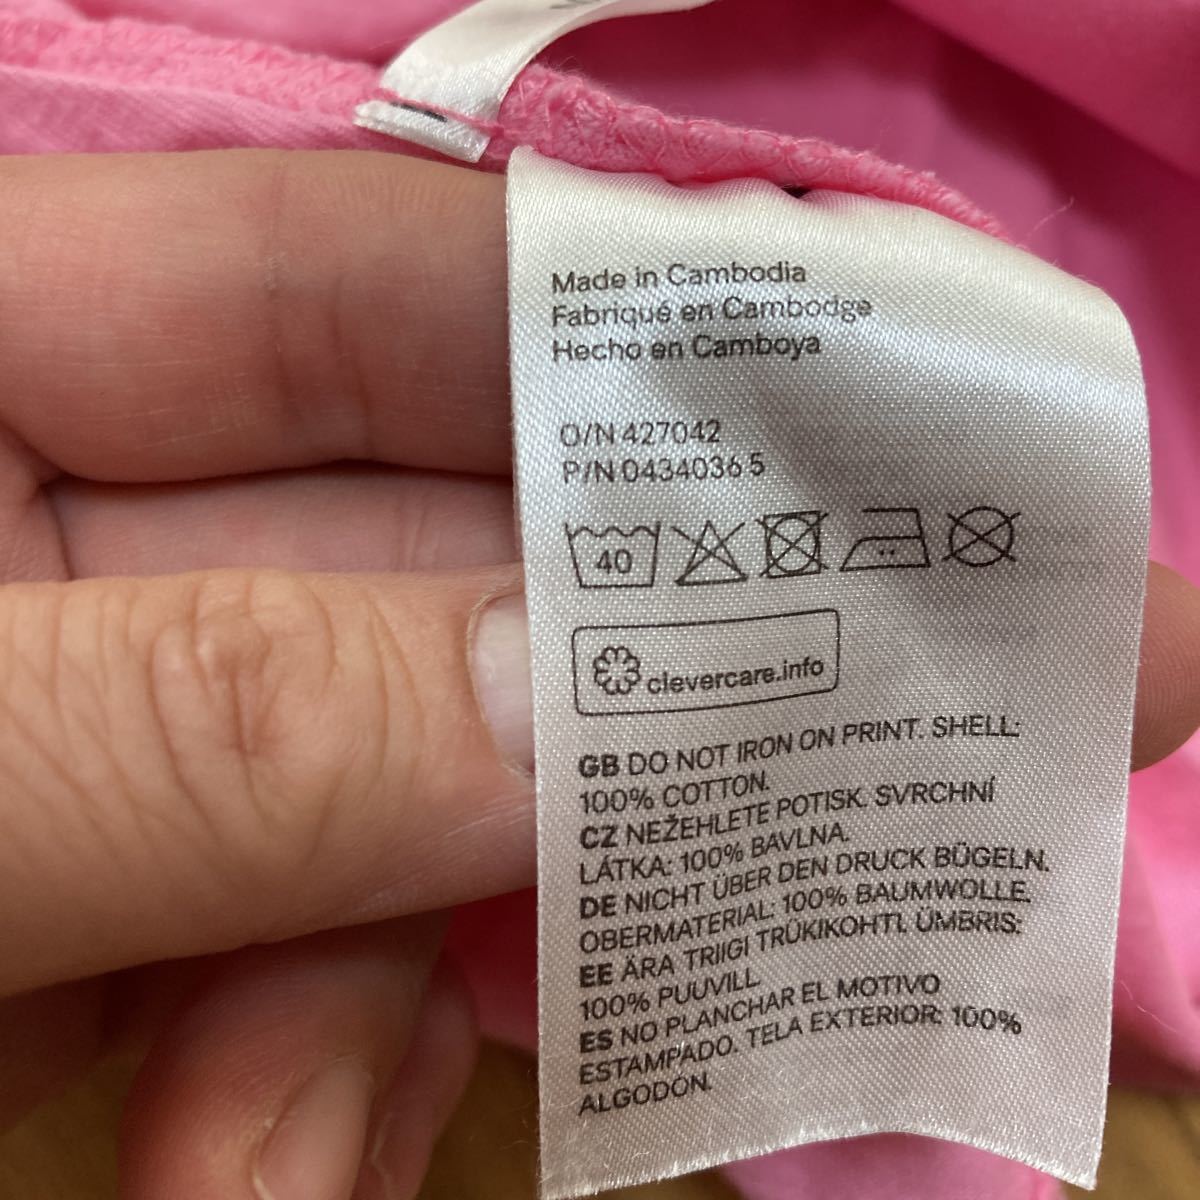 Made in Cambodia
Fabriqué en Cambodge
Hecho en Camboya
O/N 427042
P/N 0434036 5
40
clevercare.info
GB DO NOT IRON ON PRINT. SHELL:
100% COTTON.
CZ NEŽEHLETE POTISK. SVRCHNÍ
LÁTKA: 100% BAVLNA.
DE NICHT ÜBER DEN DRUCK BÜGELN.
OBERMATERIAL: 100% BAUMWOLLE.
EE ÄRA TRIIGI TRÜKIKOHTI. ÜMBRIS:
100% PUUVILL
ES NO PLANCHAR EL MOTIVO
ESTAMPADO. TELA EXTERIOR: 100%
ALGODÓN.